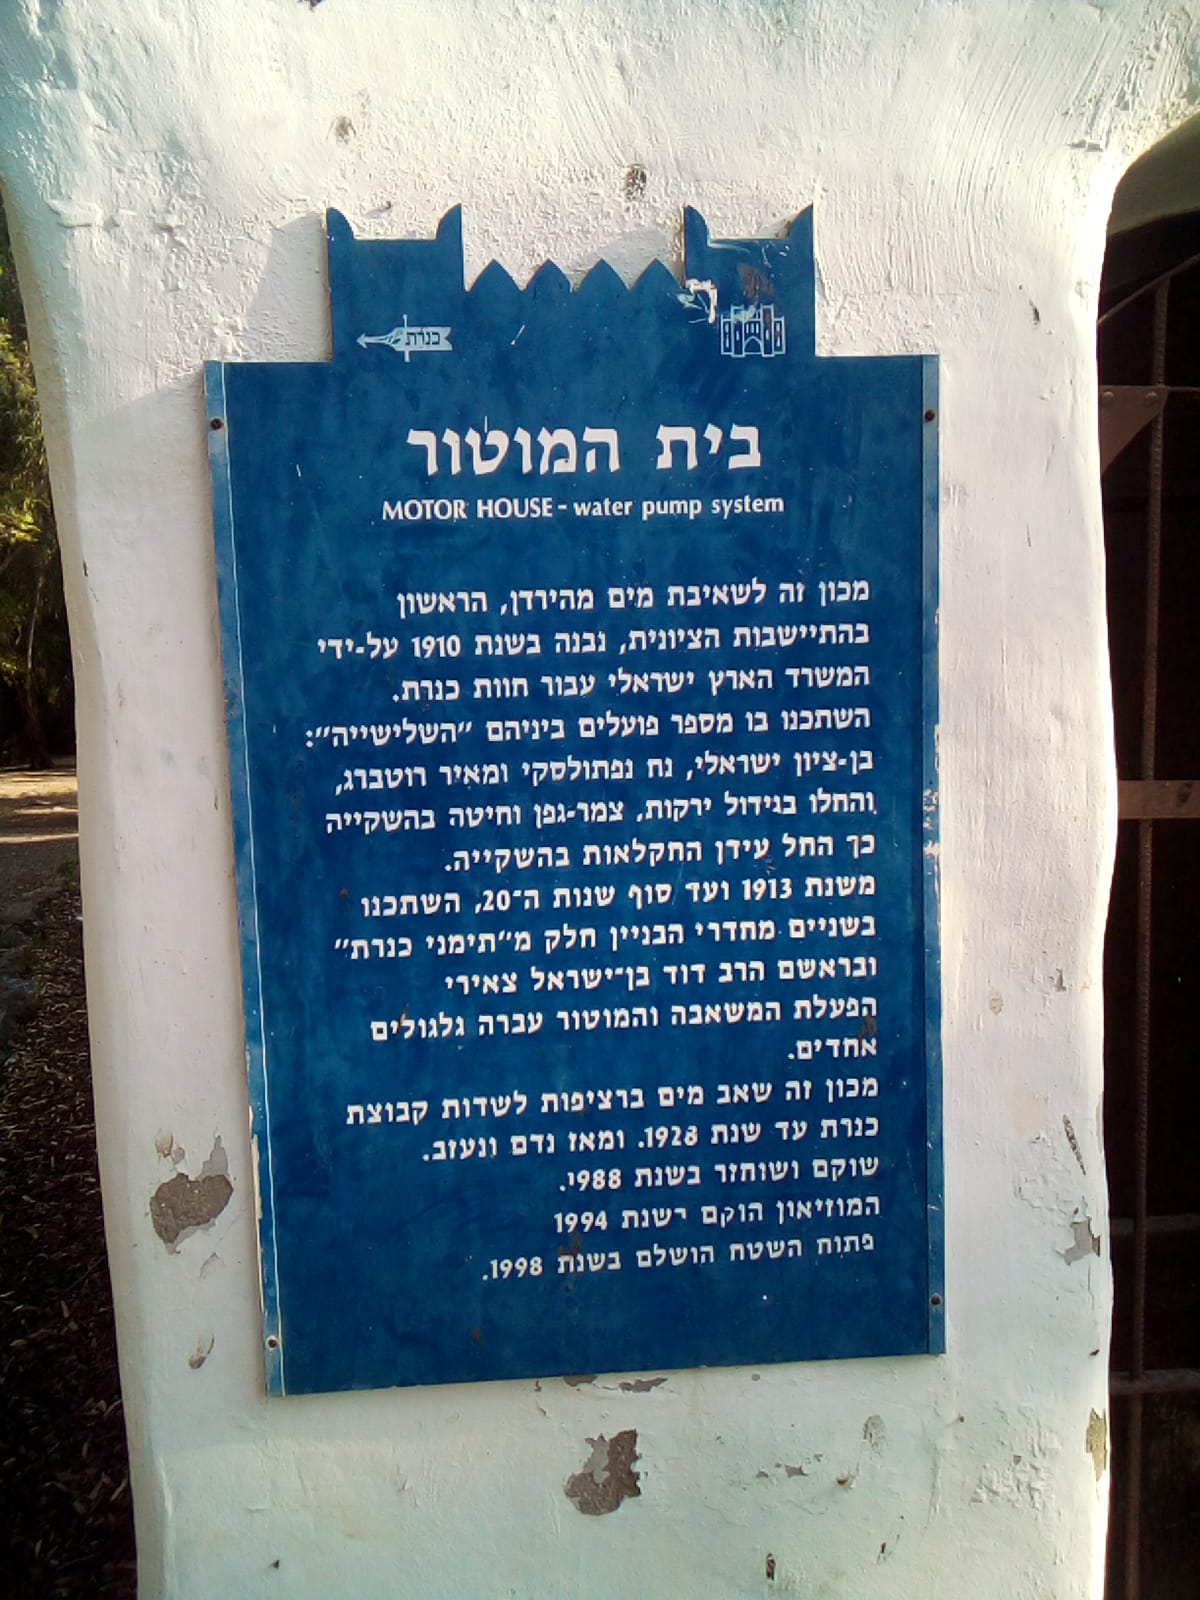 כנרת
בית המוטור
MOTOR HOUSE - water pump system
מכון זה לשאיבת מים מהירדן, הראשון
בהתיישבות הציונית, נבנה בשנת 1910 על-ידי
המשרד הארץ ישראלי עבור חוות כנרת.
השתכנו בו מספר פועלים ביניהם "השלישייה":
בן-ציון ישראלי, נח נפתולסקי ומאיר רוטברג,
והחלו בגידול ירקות, צמר-גפן וחיטה בהשקייה
כך החל עידן החקלאות בהשקייה.
משנת 1913 ועד סוף שנות ה-20, השתכנו
בשניים מחדרי הבניין חלק מ"תימני כנרת"
ובראשם הרב דוד בן-ישראל צאירי
הפעלת המשאבה והמוטור עברה גלגולים
אחדים.
מכון זה שאב מים ברציפות לשדות קבוצת
כנרת עד שנת 1928. ומאז נדם ונעזב.
שוקם ושוחזר בשנת 1988.
המוזיאון הוקם בשנת 1994
פתוח השטח הושלם בשנת 1998.